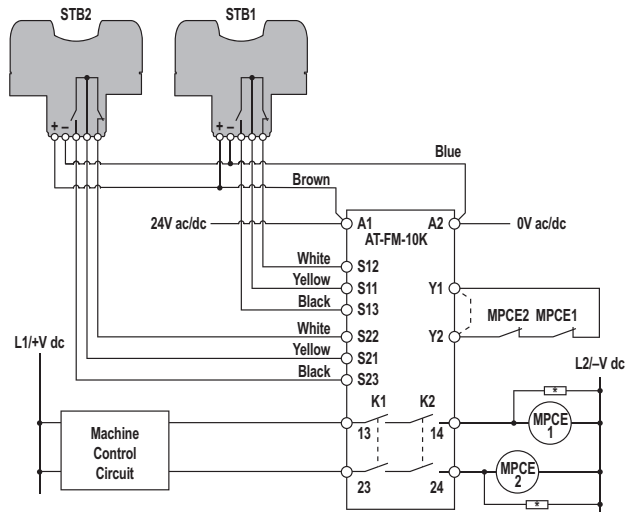 STB2 STB1
+ – + –
Blue
Brown
24V ac/dc A1 A2 0V ac/dc
AT-FM-10K
White S12
Yellow S11 Y1
Black S13
MPCE2 MPCE1
White S22 Y2
L1/+V dc
Yellow S21
L2/–V dc
Black S23
K1 K2
*
Machine
Control
Circuit
13 14
MPCE
1
MPCE
2
23 24
*